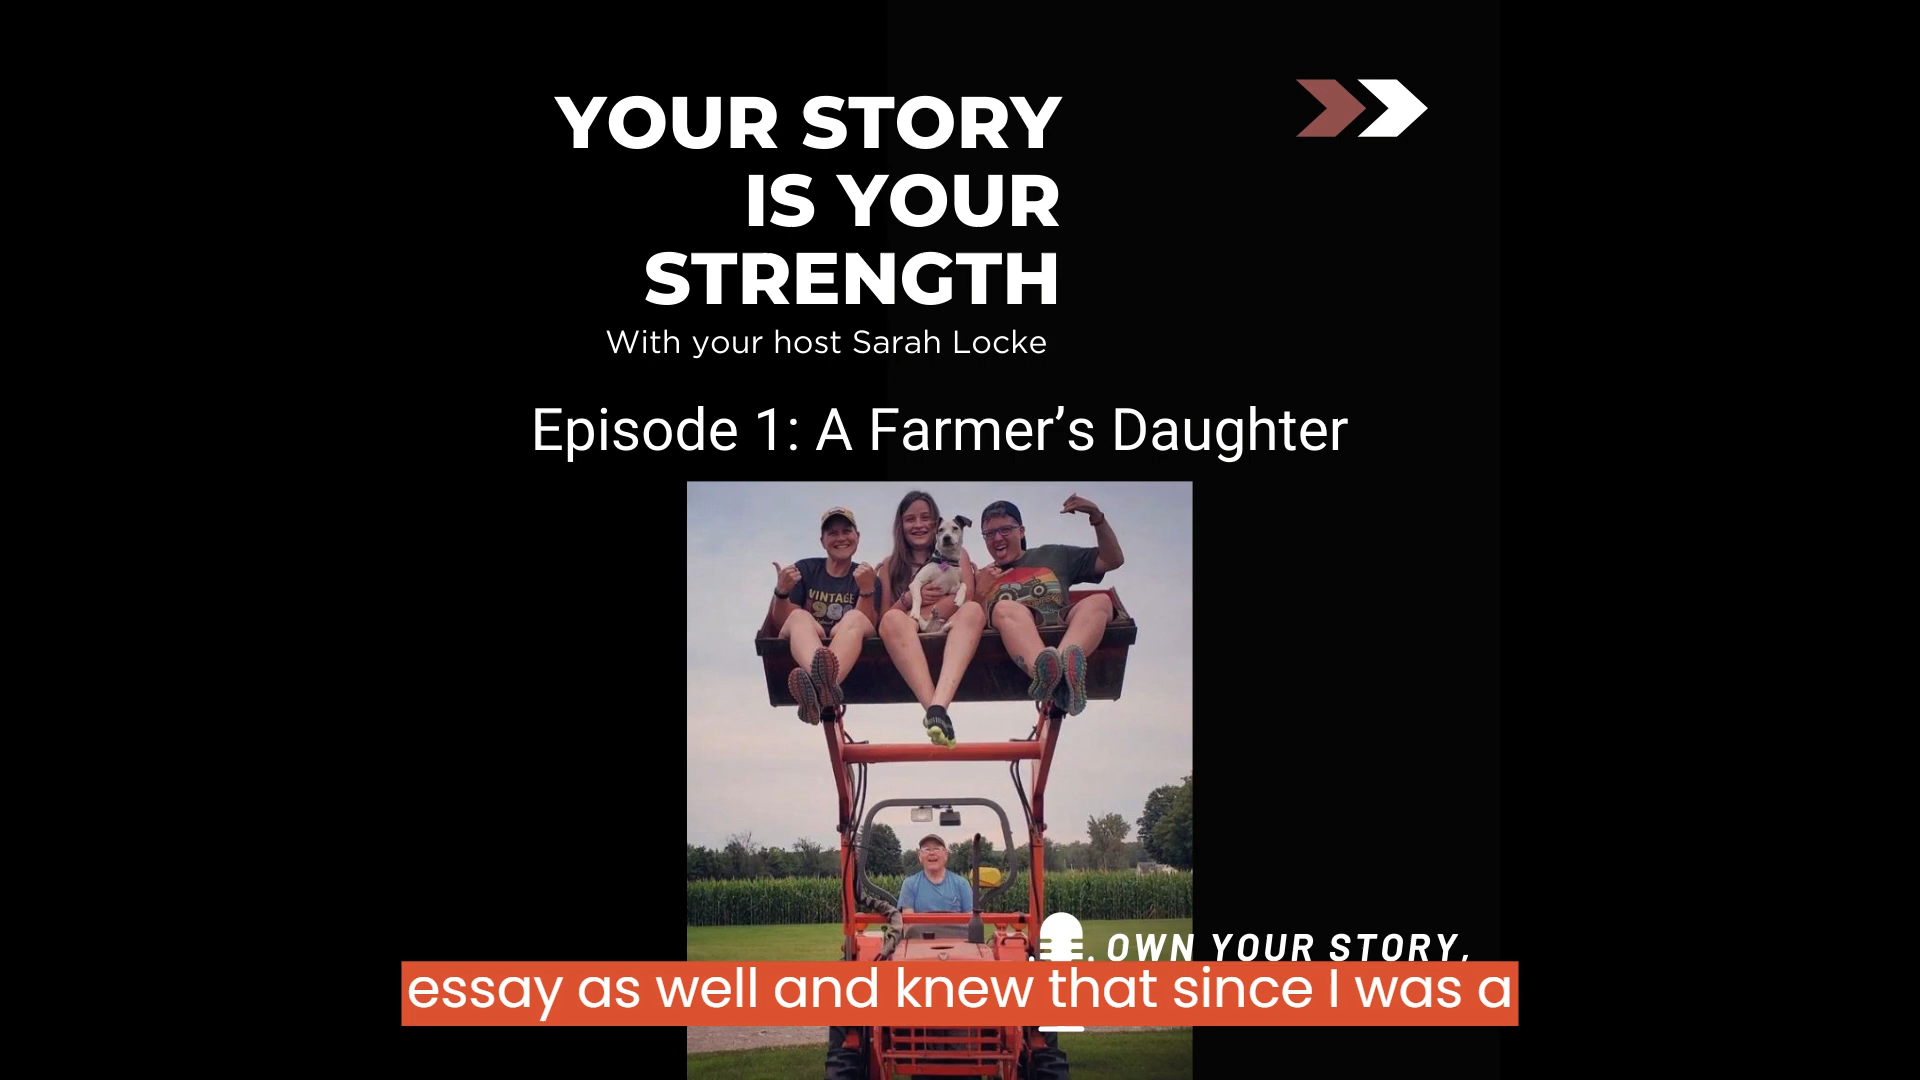 YOUR STORY
IS YOUR
STRENGTH
With your host Sarah Locke
Episode 1: A Farmer’s Daughter
VINTAGE
OWN YOUR STORY,
essay as well and knew that since I was a